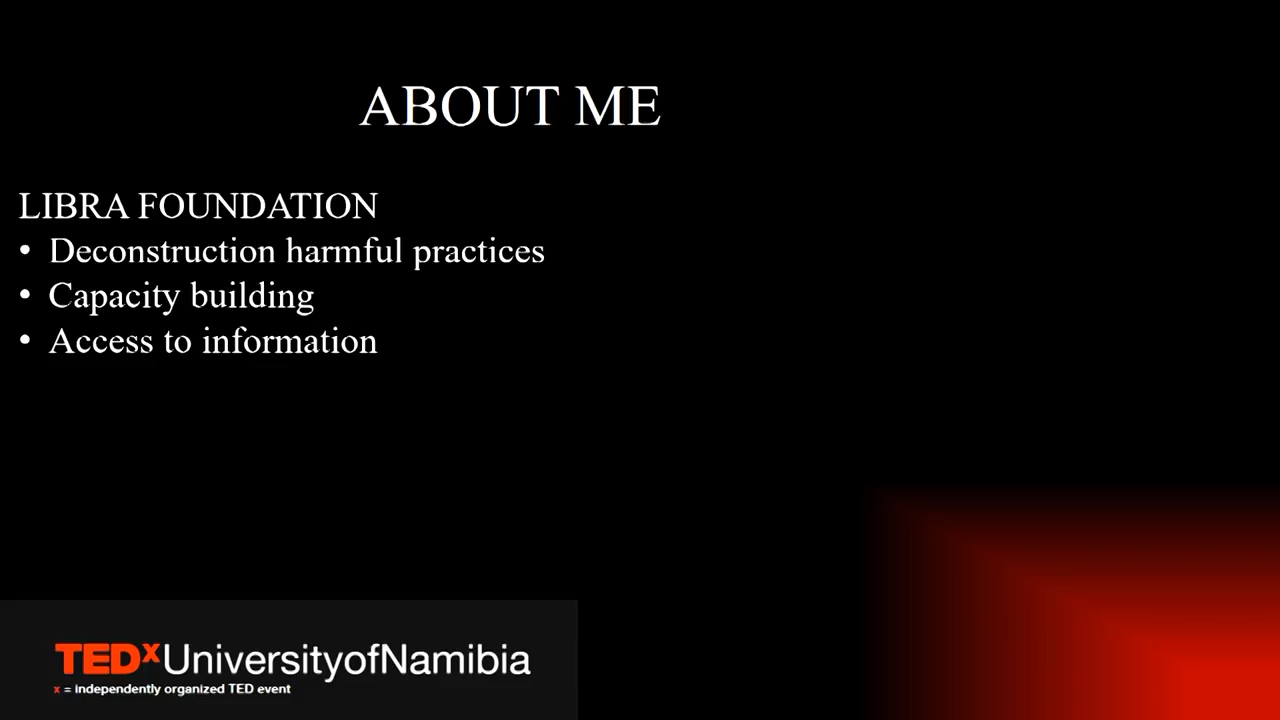 ABOUT ME
LIBRA FOUNDATION
• Deconstruction harmful practices
• Capacity building
• Access to information
TEDxUniversityofNamibia
x = independently organized TED event